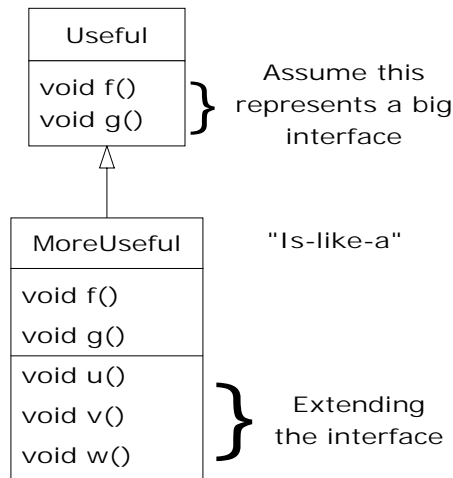 Useful
void f()
void g()
Assume this
represents a big
interface
MoreUseful
"Is-like-a"
void f()
void g()
void u()
void v()
void w()
Extending
the interface